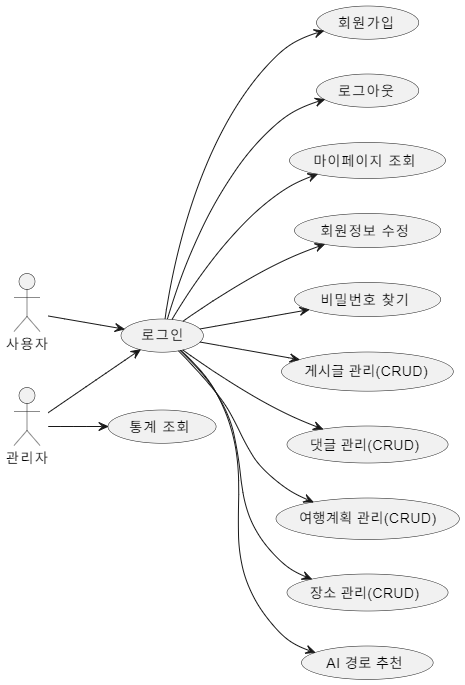 회원가입
로그아웃
마이페이지 조회
회원정보 수정
비밀번호 찾기
사용자
로그인
게시글 관리(CRUD)
관리자
통계 조회
댓글 관리(CRUD)
여행계획 관리(CRUD)
장소 관리(CRUD)
AI 경로 추천